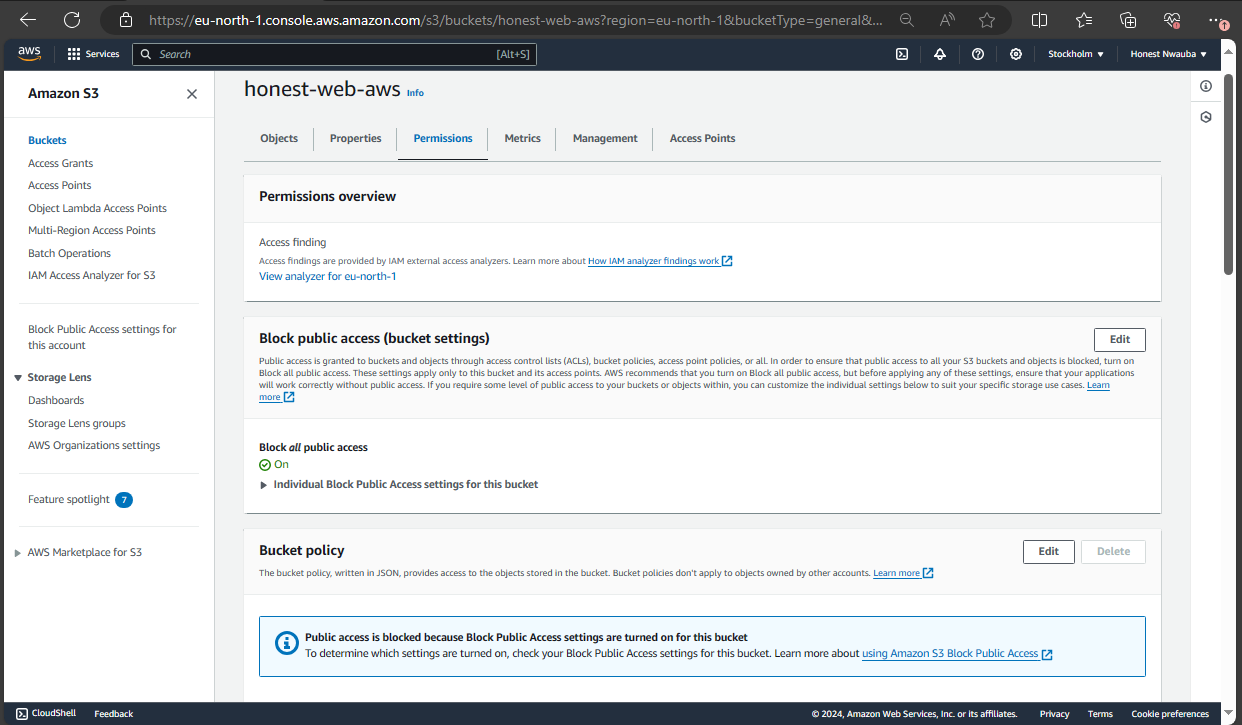 https://eu-north-1.console.aws.amazon.com/s3/buckets/honest-web-aws?region=eu-north-1&bucketType=general&...
aws
Services
Search
[Alt+S]
Stockholm
Honest Nwauba
Amazon S3
Buckets
Access Grants
Access Points
Object Lambda Access Points
Multi-Region Access Points
Batch Operations
IAM Access Analyzer for S3
Block Public Access settings for
this account
Storage Lens
Dashboards
Storage Lens groups
AWS Organizations settings
Feature spotlight 7
AWS Marketplace for S3
honest-web-aws Info
Objects
Properties
Permissions
Metrics
Management
Access Points
Permissions overview
Access finding
Access findings are provided by IAM external access analyzers. Learn more about How IAM analyzer findings work
View analyzer for eu-north-1
Block public access (bucket settings)
Edit
Public access is granted to buckets and objects through access control lists (ACLs), bucket policies, access point policies, or all. In order to ensure that public access to all your S3 buckets and objects is blocked, turn on
Block all public access. These settings apply only to this bucket and its access points. AWS recommends that you turn on Block all public access, but before applying any of these settings, ensure that your applications
will work correctly without public access. If you require some level of public access to your buckets or objects within, you can customize the individual settings below to suit your specific storage use cases. Learn
more
Block all public access
On
Individual Block Public Access settings for this bucket
Bucket policy
Edit
Delete
The bucket policy, written in JSON, provides access to the objects stored in the bucket. Bucket policies don't apply to objects owned by other accounts. Learn more
Public access is blocked because Block Public Access settings are turned on for this bucket
To determine which settings are turned on, check your Block Public Access settings for this bucket. Learn more about using Amazon S3 Block Public Access
CloudShell
Feedback
© 2024, Amazon Web Services, Inc. or its affiliates.
Privacy
Terms
Cookie preferences